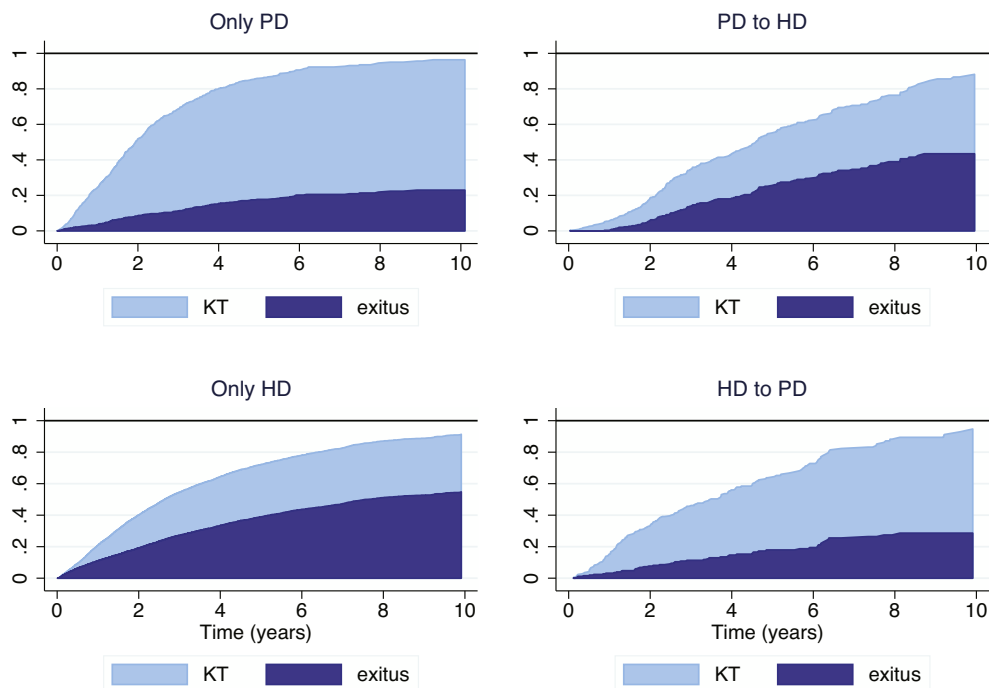 Only PD
1
.8
.6
.4
.2
0
0 2 4 6 8 10
KT exitus
PD to HD
1
.8
.6
.4
.2
0
0 2 4 6 8 10
KT exitus
Only HD
1
.8
.6
.4
.2
0
0 2 4 6 8 10
Time (years)
KT exitus
HD to PD
1
.8
.6
.4
.2
0
0 2 4 6 8 10
Time (years)
KT exitus